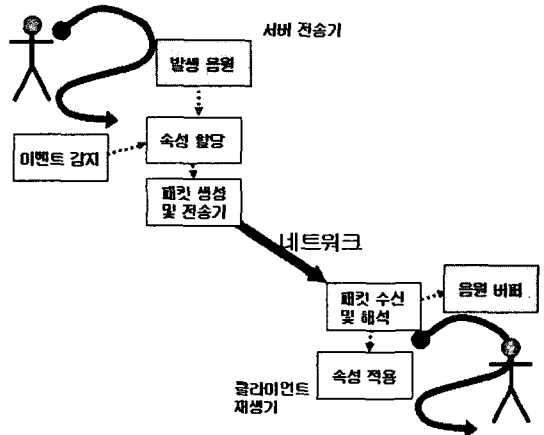 서버 전송기
발생 음원
속성 할당
이벤트 감지
패킷 생성
및 전송기
네트워크
패킷 수신
및 해석
음원 버퍼
속성 적용
클라이언트
재생기